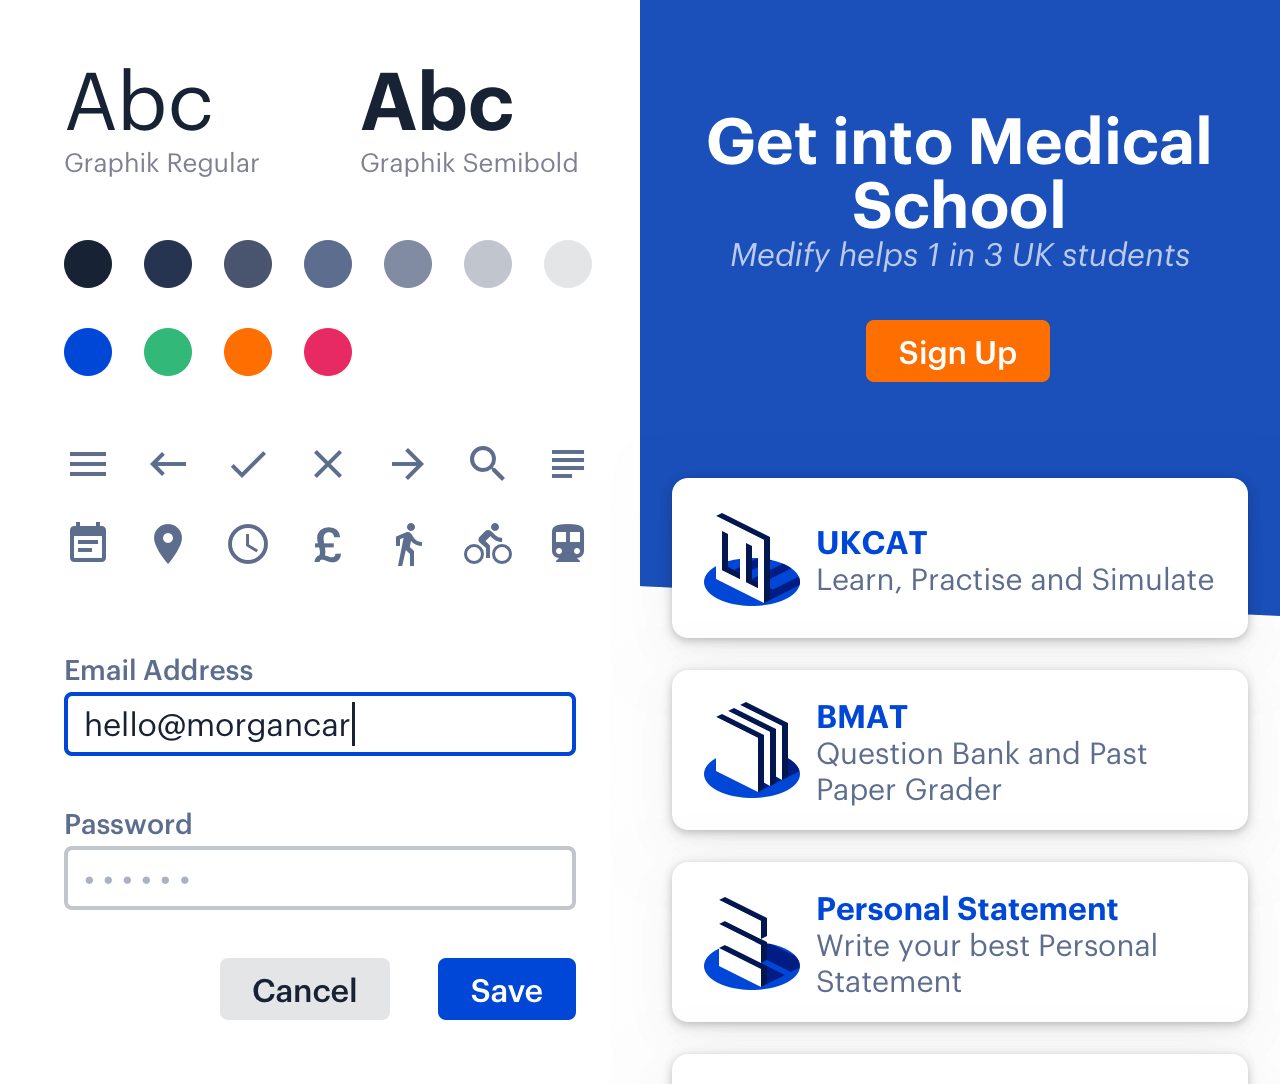 Abc
Graphik Regular
Abc
Graphik Semibold
£
Email Address
hello@morgancar
Password
Cancel
Save
Get into Medical
School
Medify helps 1 in 3 UK students
Sign Up
UKCAT
Learn, Practise and Simulate
BMAT
Question Bank and Past
Paper Grader
Personal Statement
Write your best Personal
Statement